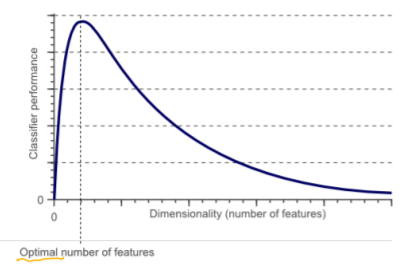 Classifier performance
0
0
Dimensionality (number of features)
Optimal number of features